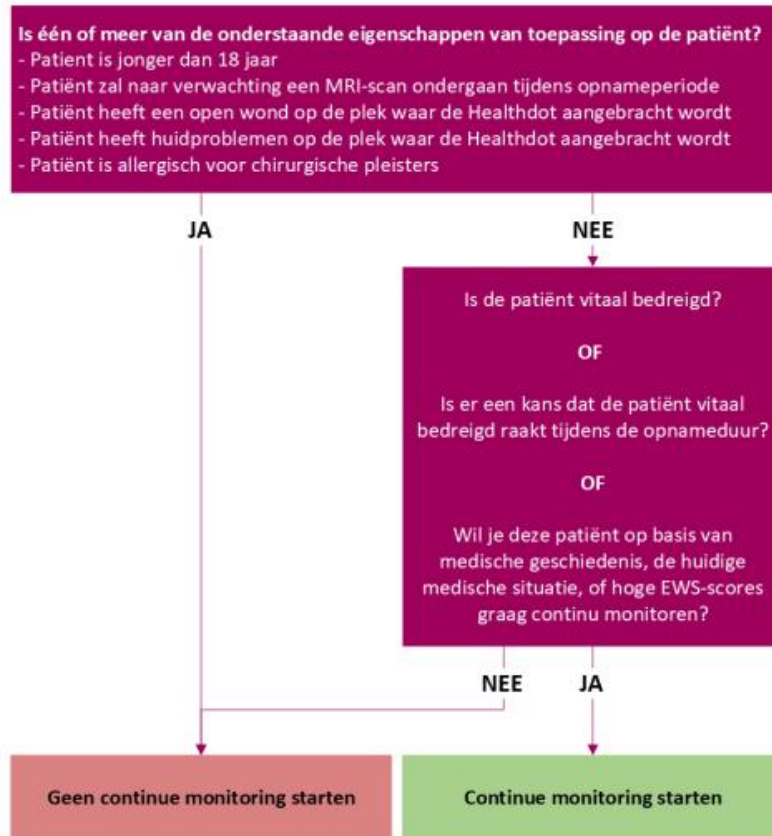 Is één of meer van de onderstaande eigenschappen van toepassing op de patiënt?
- Patient is jonger dan 18 jaar
- Patiënt zal naar verwachting een MRI-scan ondergaan tijdens opnameperiode
- Patiënt heeft een open wond op de plek waar de Healthdot aangebracht wordt
- Patiënt heeft huidproblemen op de plek waar de Healthdot aangebracht wordt
- Patiënt is allergisch voor chirurgische pleisters
JA
NEE
Is de patiënt vitaal bedreigd?
OF
Is er een kans dat de patiënt vitaal
bedreigd raakt tijdens de opnameduur?
OF
Wil je deze patiënt op basis van
medische geschiedenis, de huidige
medische situatie, of hoge EWS-scores
graag continu monitoren?
NEE
JA
Geen continue monitoring starten
Continue monitoring starten